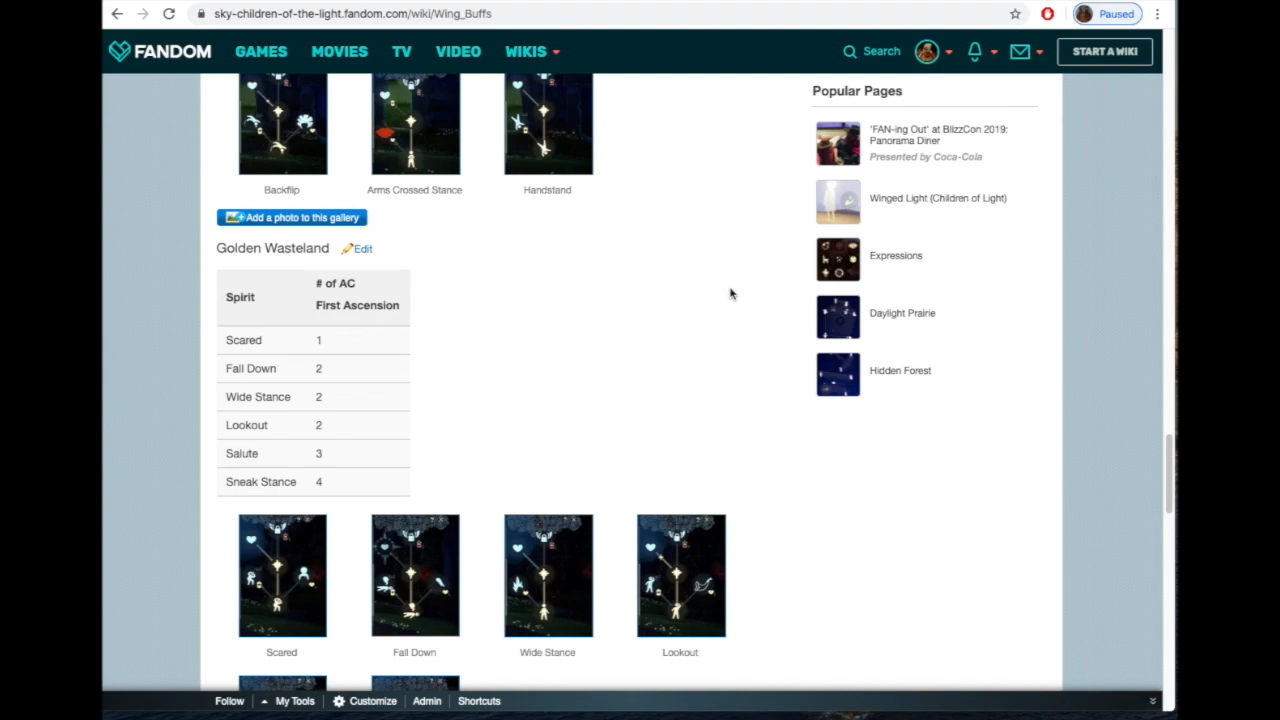 sky-children-of-the-light.fandom.com/wiki/Wing_Buffs
Paused
FANDOM
GAMES
MOVIES
TV
VIDEO
WIKIS
Search
START A WIKI
Backflip
Arms Crossed Stance
Handstand
Add a photo to this gallery
Golden Wasteland
Edit
Spirit
# of AC
First Ascension
Scared 1
Fall Down 2
Wide Stance 2
Lookout 2
Salute 3
Sneak Stance 4
Scared
Fall Down
Wide Stance
Lookout
Popular Pages
'FAN-ing Out' at BlizzCon 2019:
Panorama Diner
Presented by Coca-Cola
Winged Light (Children of Light)
Expressions
Daylight Prairie
Hidden Forest
Follow
My Tools
Customize
Admin
Shortcuts